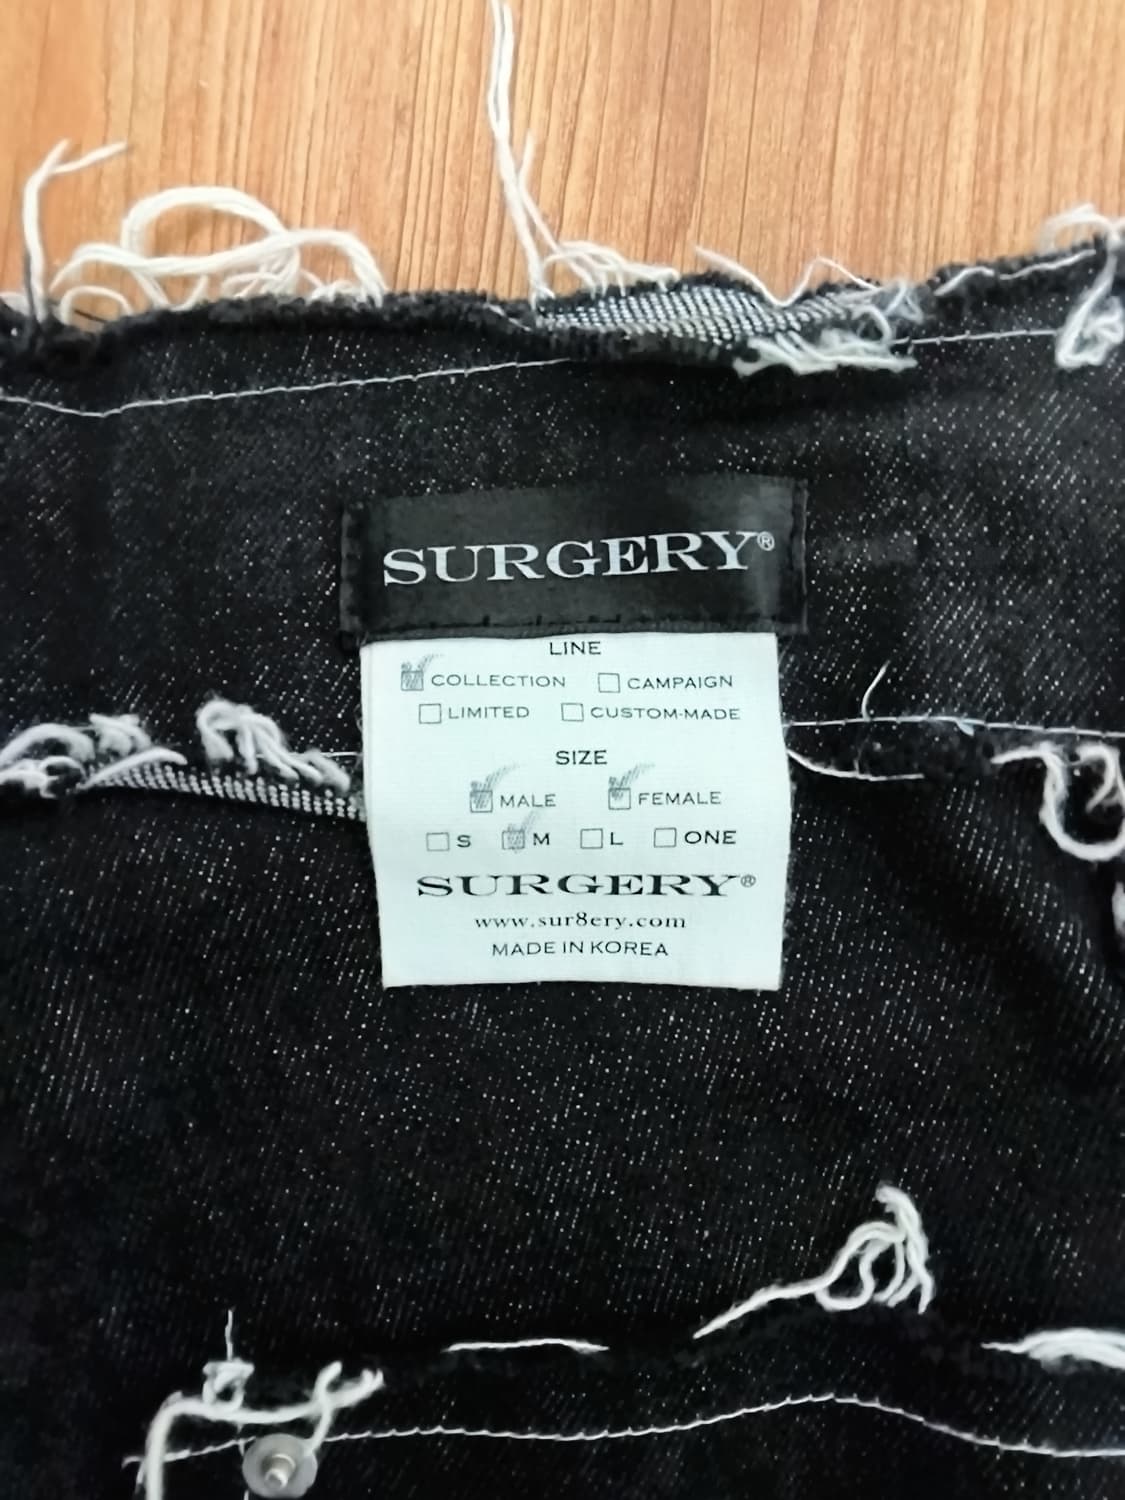 SURGERY®
LINE
COLLECTION CAMPAIGN
LIMITED CUSTOM-MADE
SIZE
MALE FEMALE
S M L ONE
SURGERY®
www.sur8ery.com
MADE IN KOREA